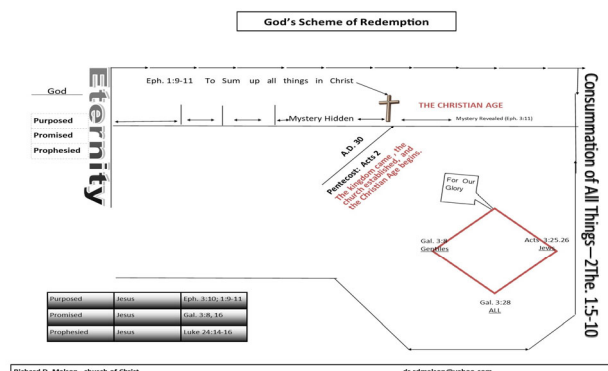 God's Scheme of Redemption
Eternity
God
Purposed
Promised
Prophesied
Eph. 1:9-11 To Sum up all things in Christ
Mystery Hidden
THE CHRISTIAN AGE
Mystery Revealed (Eph. 3:11)
A.D. 30
Pentecost: Acts 2
The kingdom came, the
church established, and
the Christian Age begins.
For Our
Glory
Gal. 3:8
Gentiles
Acts 3:25.26
Jews
Gal. 3:28
ALL
Consummation of All Things—2The. 1:5-10
Purposed Jesus Eph. 3:10; 1:9-11
Promised Jesus Gal. 3:8, 16
Prophesied Jesus Luke 24:14-16
Richard D. church of Christ